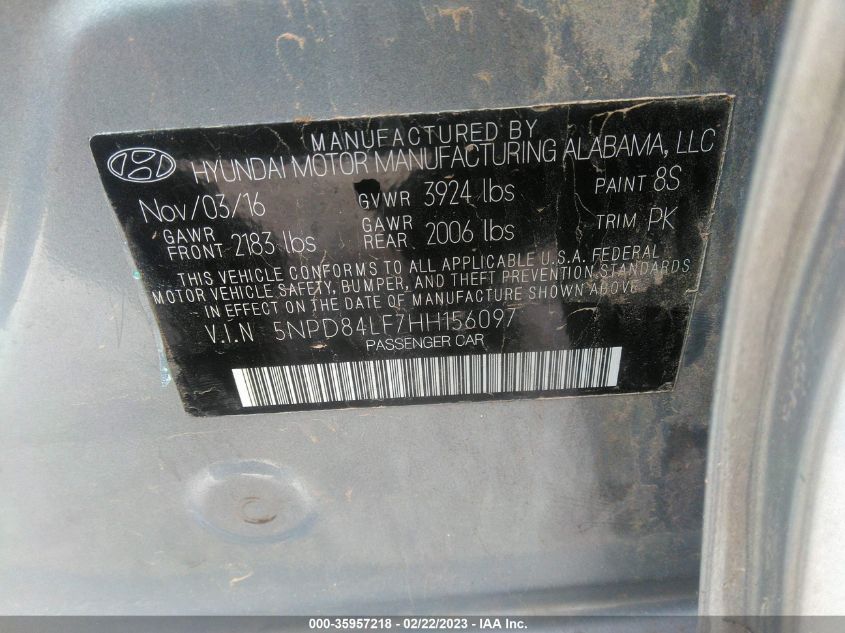 MANUFACTURED BY
HYUNDAI MOTOR MANUFACTURING ALABAMA, LLC
Nov/03/16 GVWR 3924 lbs PAINT 8S
GAWR FRONT 2183 lbs GAWR REAR 2006 lbs TRIM PK
THIS VEHICLE CONFORMS TO ALL APPLICABLE U.S.A. FEDERAL
MOTOR VEHICLE SAFETY, BUMPER, AND THEFT PREVENTION STANDARDS
IN EFFECT ON THE DATE OF MANUFACTURE SHOWN ABOVE.
V.I.N 5NPD84LF7HH156097
PASSENGER CAR
000-35957218 - 02/22/2023 - IAA Inc.